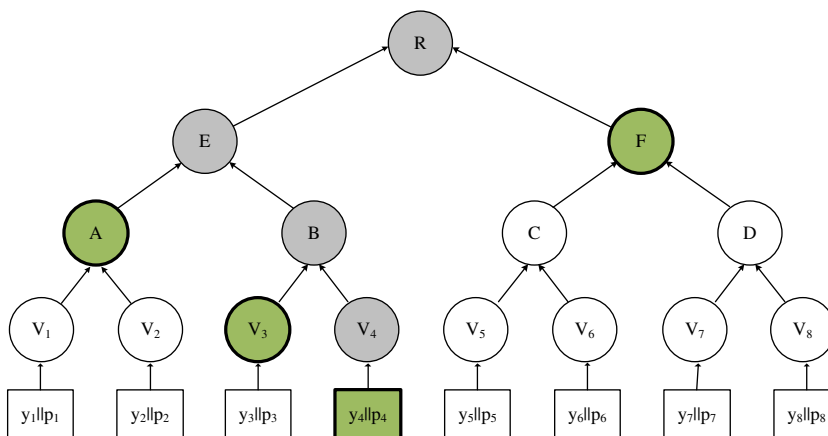 R
E F
A B C D
V₁ V₂ V₃ V₄ V₅ V₆ V₇ V₈
y₁||p₁ y₂||p₂ y₃||p₃ y₄||p₄ y₅||p₅ y₆||p₆ y₇||p₇ y₈||p₈